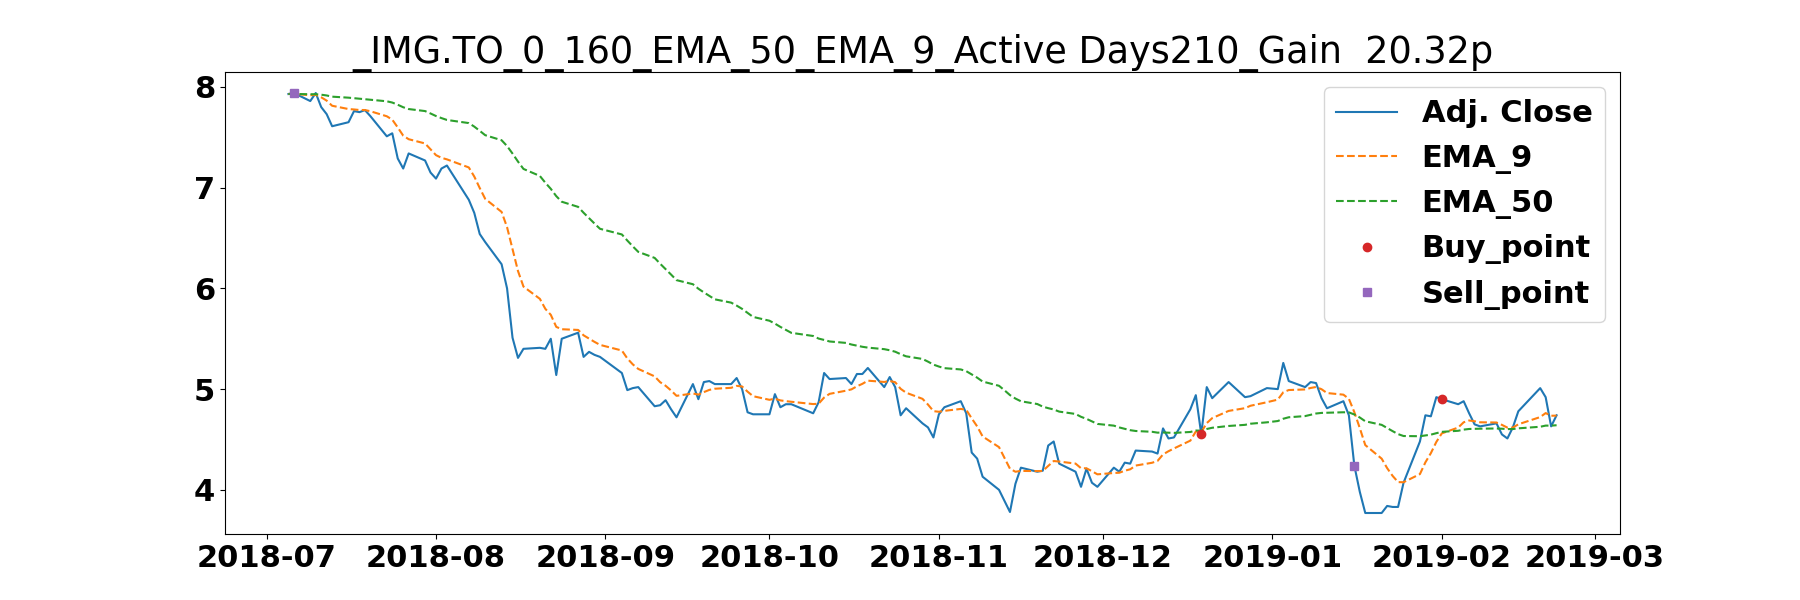 _IMG.TO_0_160_EMA_50_EMA_9_Active Days210_Gain  20.32p
8
7
6
5
4
Adj. Close
EMA_9
EMA_50
Buy_point
Sell_point
2018-07 2018-08 2018-09 2018-10 2018-11 2018-12 2019-01 2019-02 2019-03